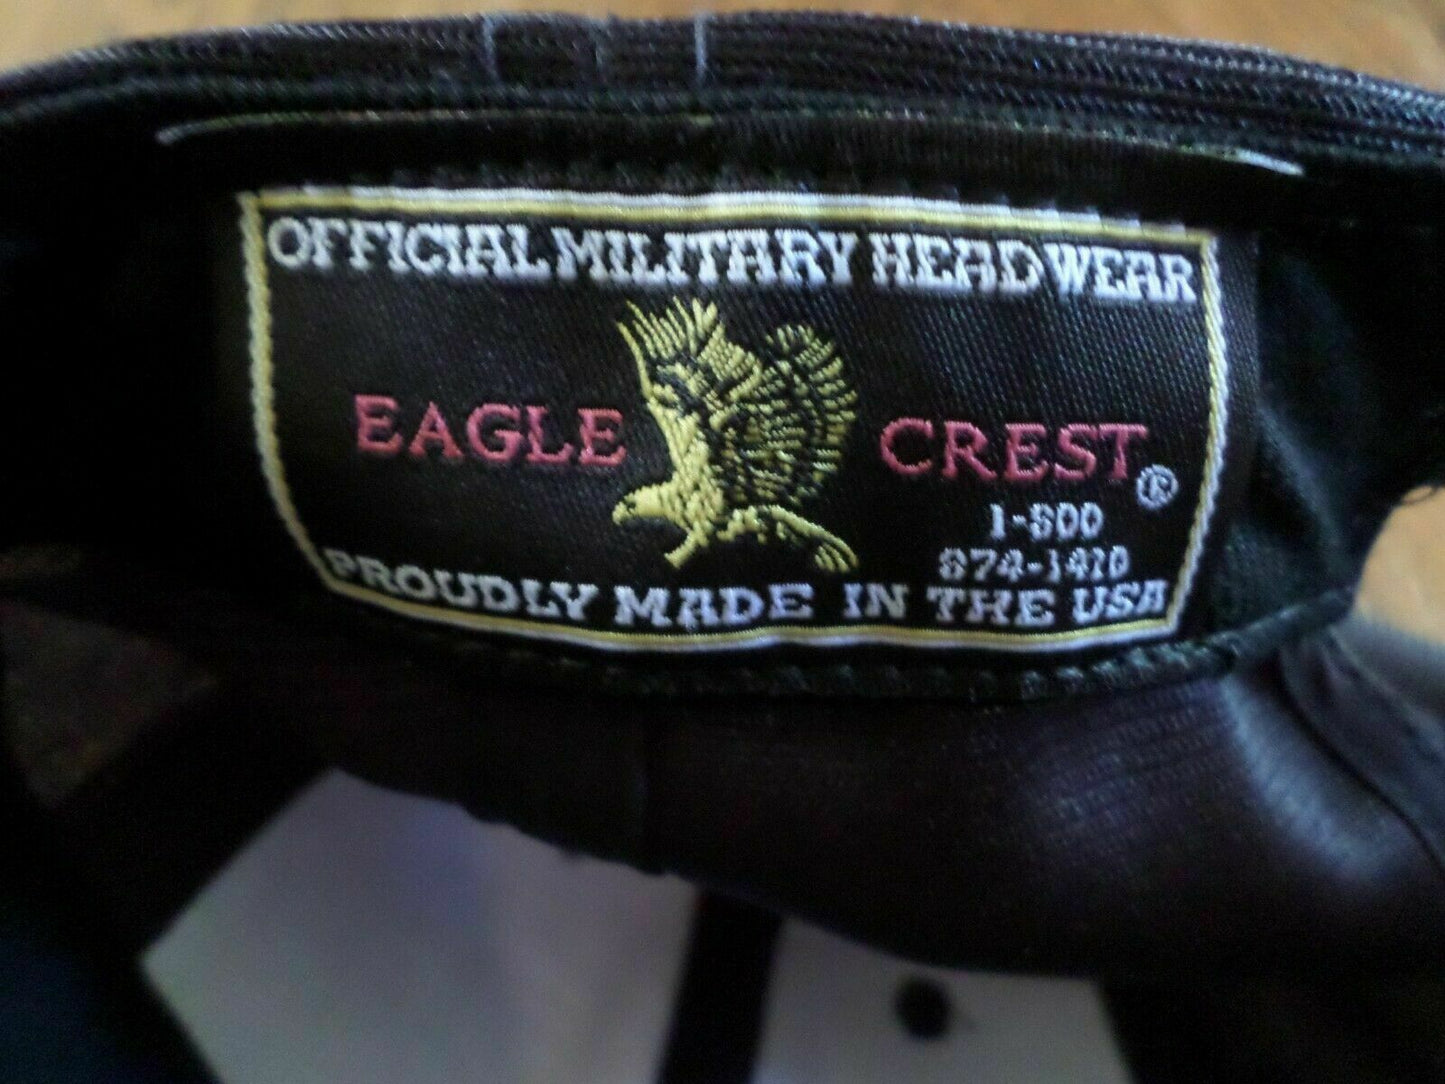 OFFICIAL MILITARY HEADWEAR
EAGLE CREST ®
1-800
874-1410
PROUDLY MADE IN THE USA